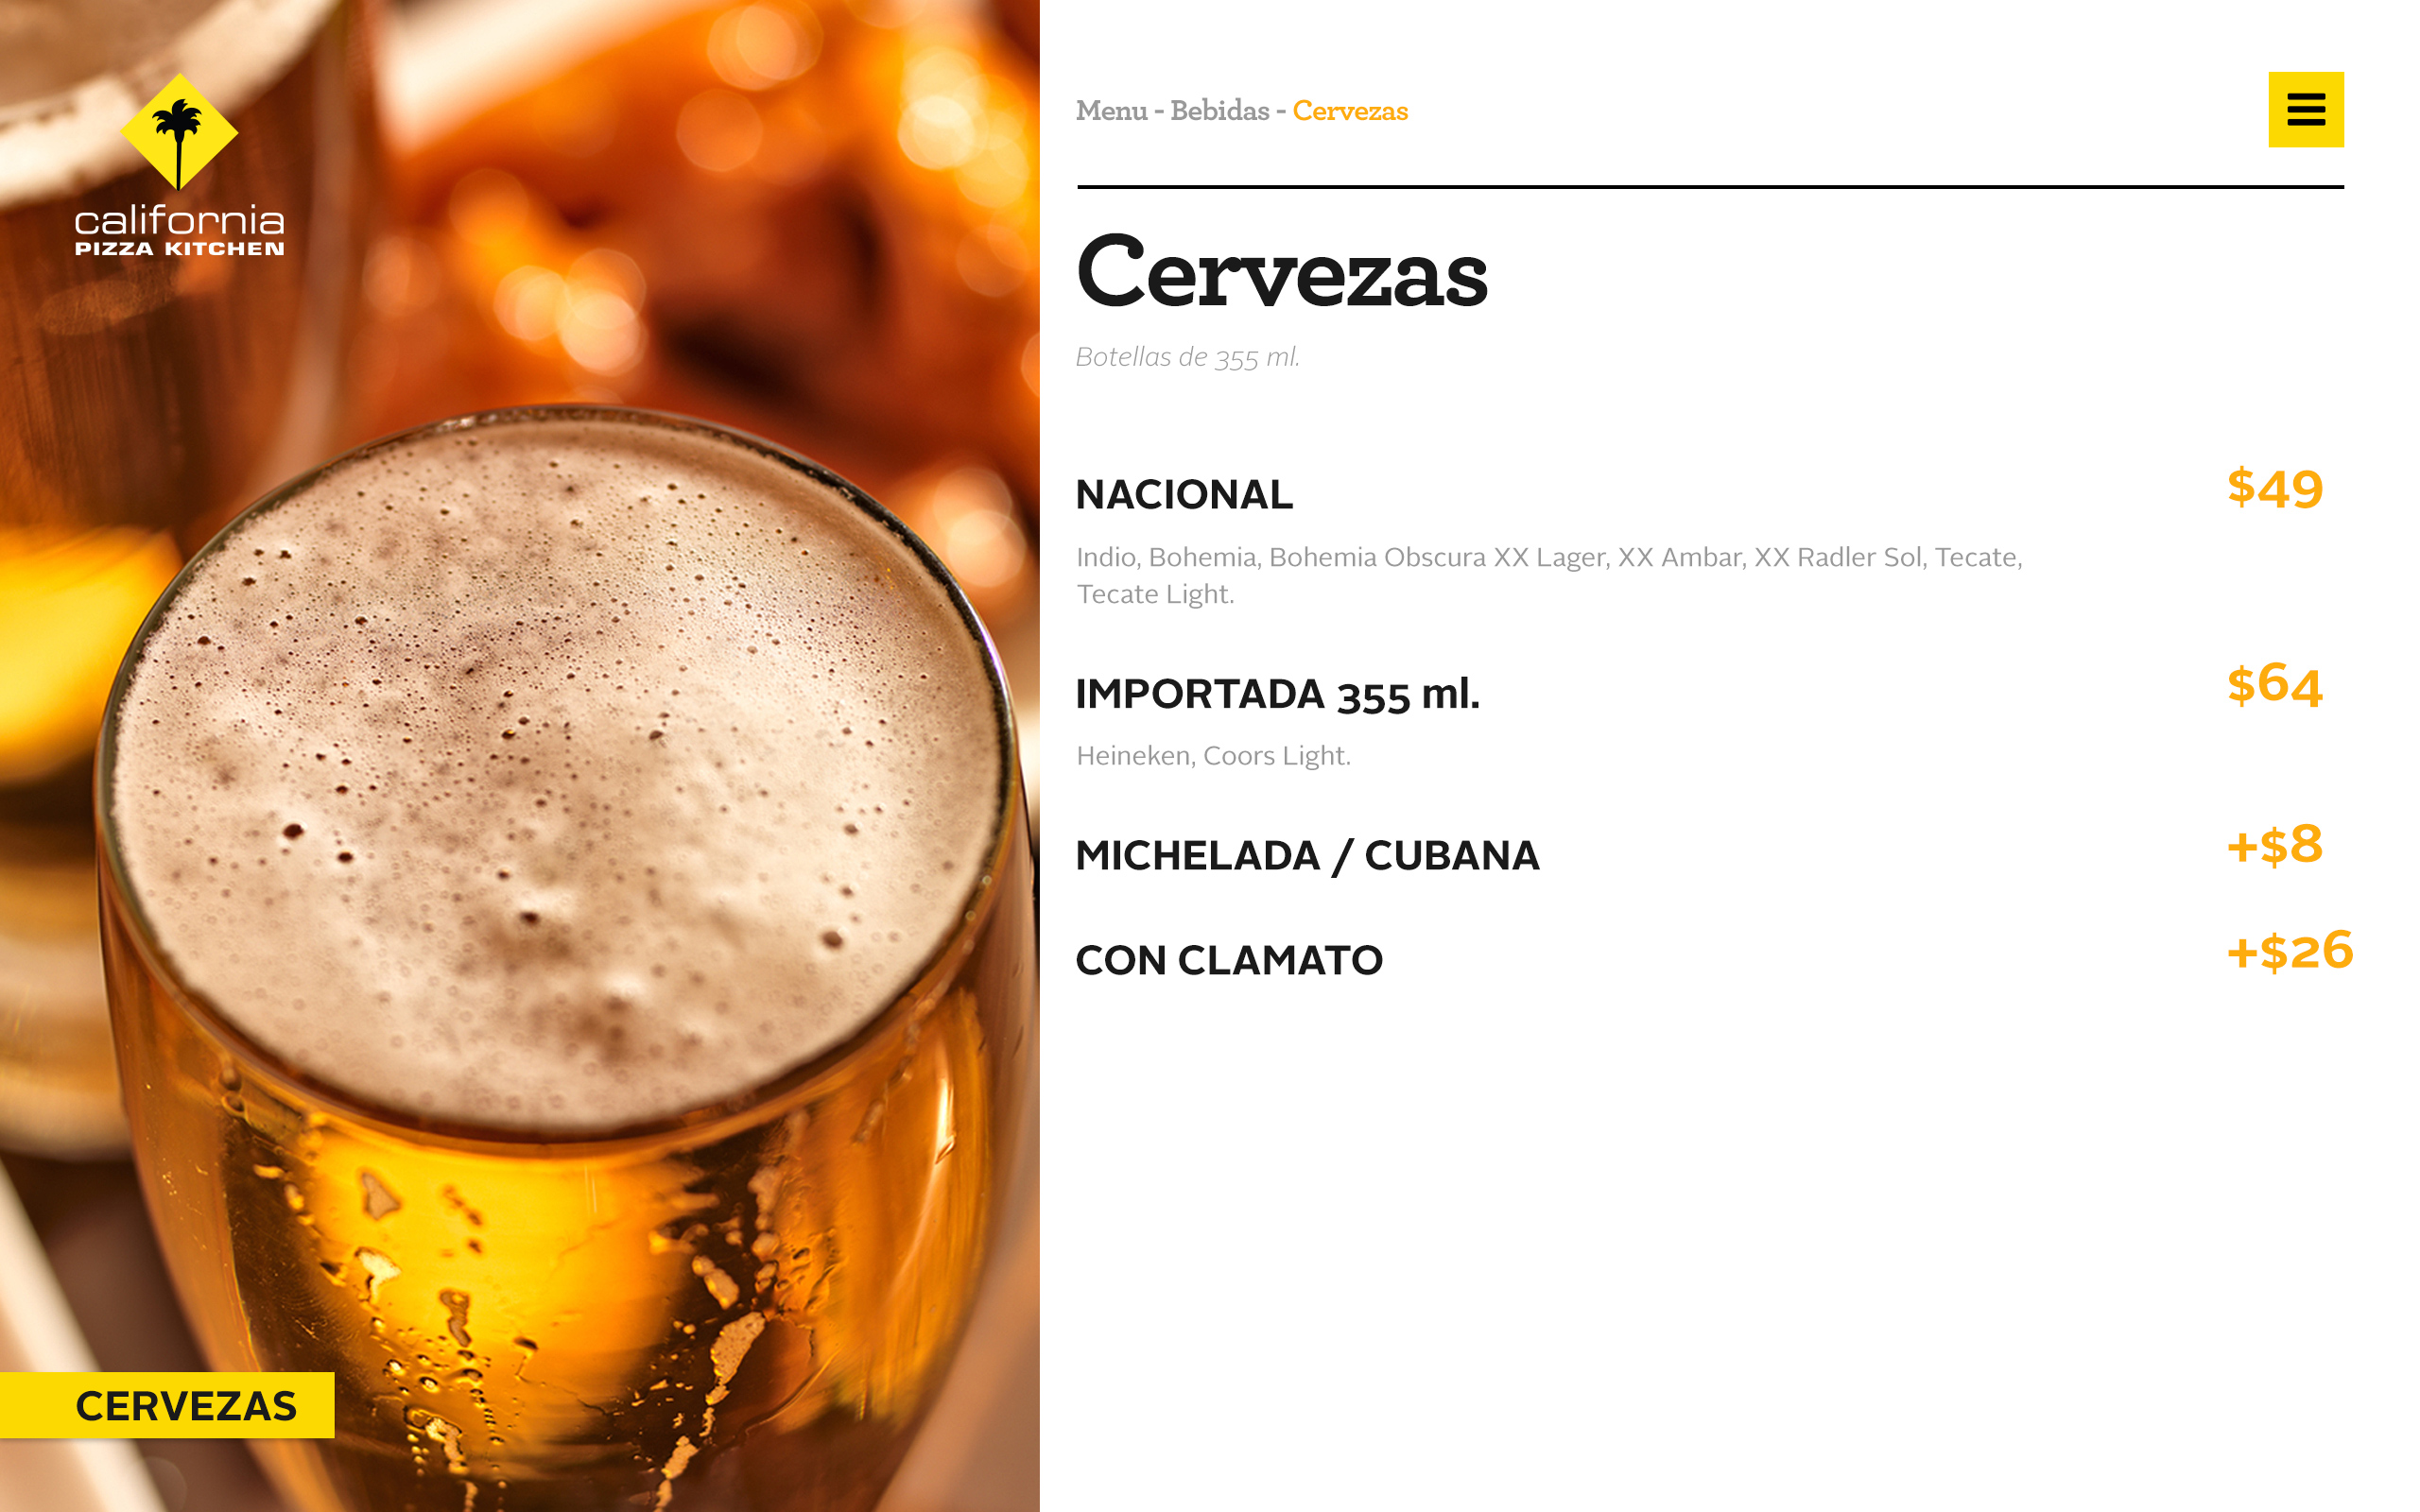 california
PIZZA KITCHEN
CERVEZAS
Menu - Bebidas - Cervezas
Cervezas
Botellas de 355 ml.
NACIONAL
$49
Indio, Bohemia, Bohemia Obscura XX Lager, XX Ambar, XX Radler Sol, Tecate,
Tecate Light.
IMPORTADA 355 ml.
$64
Heineken, Coors Light.
MICHELADA / CUBANA
+$8
CON CLAMATO
+$26